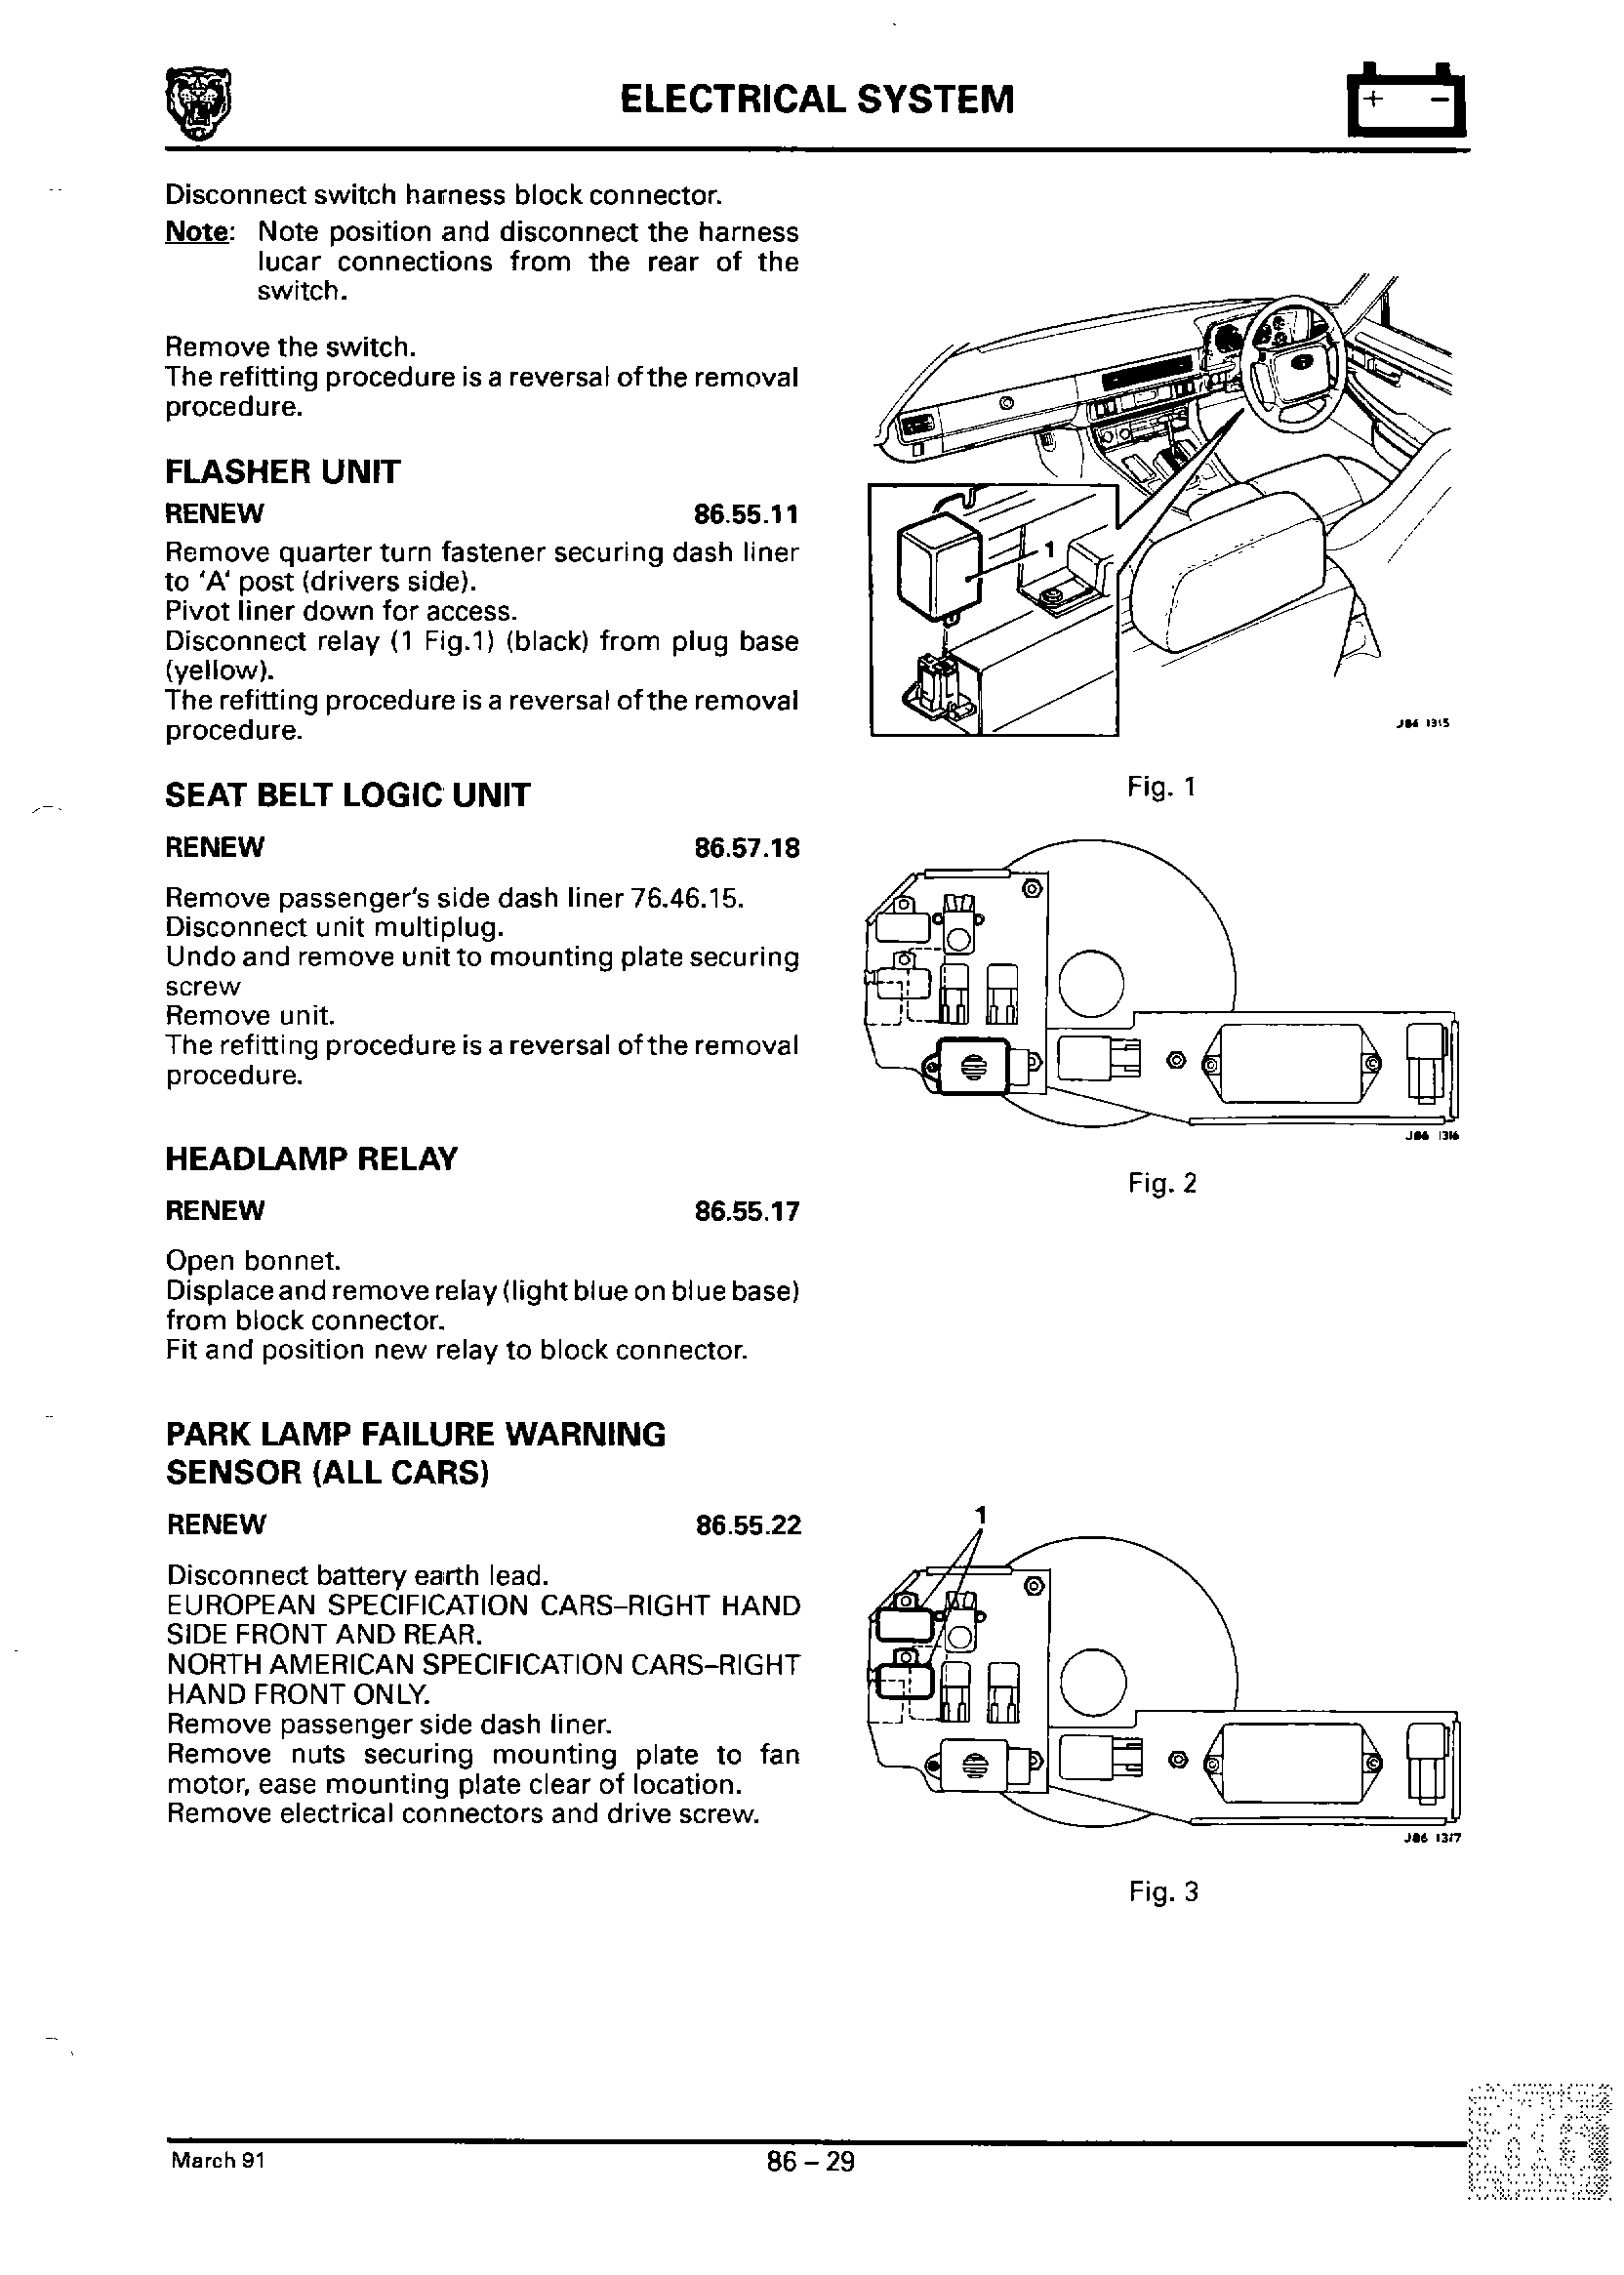 ELECTRICAL SYSTEM
+ −
Disconnect switch harness block connector.
Note: Note position and disconnect the harness
lucar connections from the rear of the
switch.
Remove the switch.
The refitting procedure is a reversal of the removal
procedure.
FLASHER UNIT
RENEW 86.55.11
Remove quarter turn fastener securing dash liner
to 'A' post (drivers side).
Pivot liner down for access.
Disconnect relay (1 Fig.1) (black) from plug base
(yellow).
The refitting procedure is a reversal of the removal
procedure.
SEAT BELT LOGIC UNIT
RENEW 86.57.18
Remove passenger's side dash liner 76.46.15.
Disconnect unit multiplug.
Undo and remove unit to mounting plate securing
screw
Remove unit.
The refitting procedure is a reversal of the removal
procedure.
HEADLAMP RELAY
RENEW 86.55.17
Open bonnet.
Displace and remove relay (light blue on blue base)
from block connector.
Fit and position new relay to block connector.
PARK LAMP FAILURE WARNING
SENSOR (ALL CARS)
RENEW 86.55.22
Disconnect battery earth lead.
EUROPEAN SPECIFICATION CARS–RIGHT HAND
SIDE FRONT AND REAR.
NORTH AMERICAN SPECIFICATION CARS–RIGHT
HAND FRONT ONLY.
Remove passenger side dash liner.
Remove nuts securing mounting plate to fan
motor, ease mounting plate clear of location.
Remove electrical connectors and drive screw.
1
J86 1315
Fig. 1
J86 1316
Fig. 2
1
J86 1317
Fig. 3
March 91
86 – 29